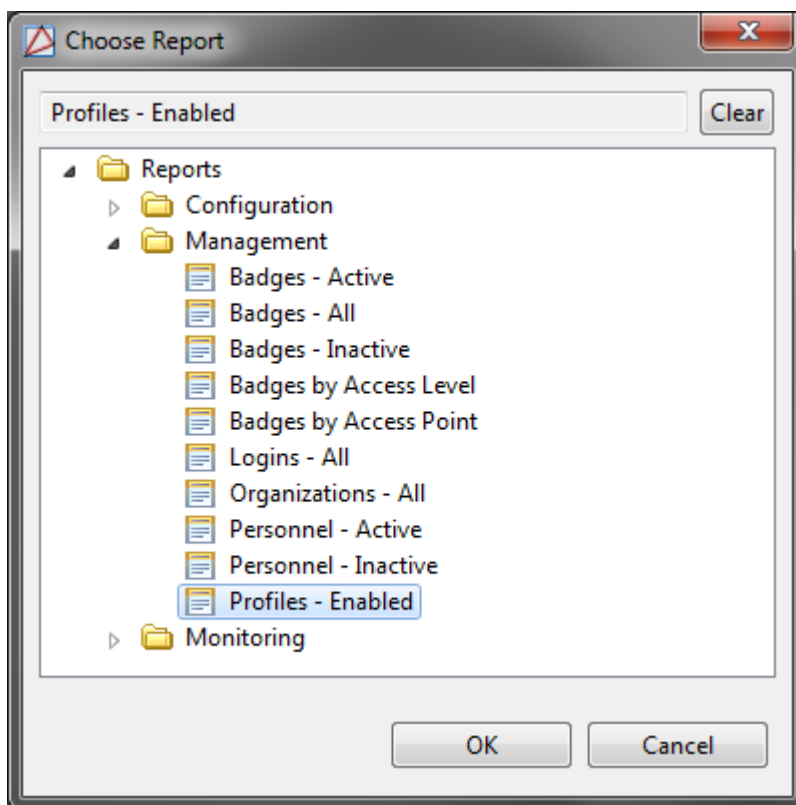 Choose Report
Profiles - Enabled Clear
Reports
Configuration
Management
Badges - Active
Badges - All
Badges - Inactive
Badges by Access Level
Badges by Access Point
Logins - All
Organizations - All
Personnel - Active
Personnel - Inactive
Profiles - Enabled
Monitoring
OK Cancel